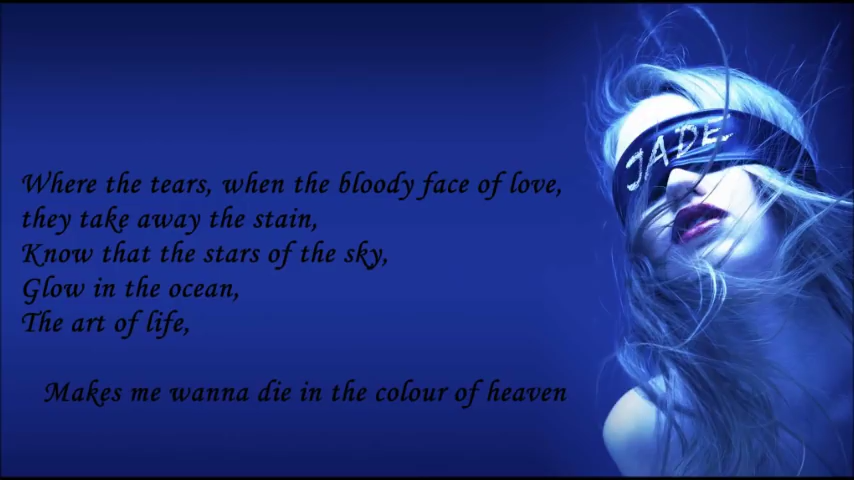 Where the tears, when the bloody face of love,
they take away the stain,
Know that the stars of the sky,
Glow in the ocean,
The art of life,
Makes me wanna die in the colour of heaven
JADE